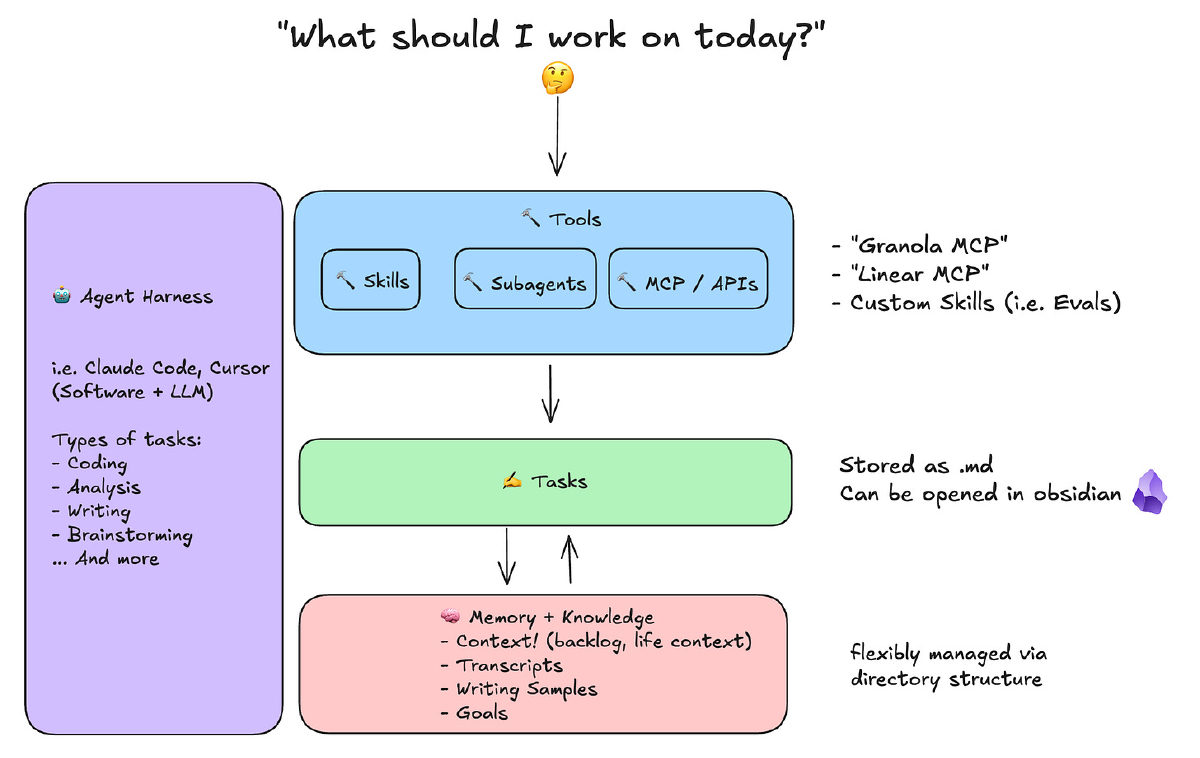 "What should I work on today?"
Agent Harness
i.e. Claude Code, Cursor
(Software + LLM)
Types of tasks:
- Coding
- Analysis
- Writing
- Brainstorming
... And more
Tools
Skills
Subagents
MCP / APIs
- "Granola MCP"
- "Linear MCP"
- Custom Skills (i.e. Evals)
Tasks
Stored as .md
Can be opened in obsidian
Memory + Knowledge
- Context! (backlog, life context)
- Transcripts
- Writing Samples
- Goals
flexibly managed via
directory structure